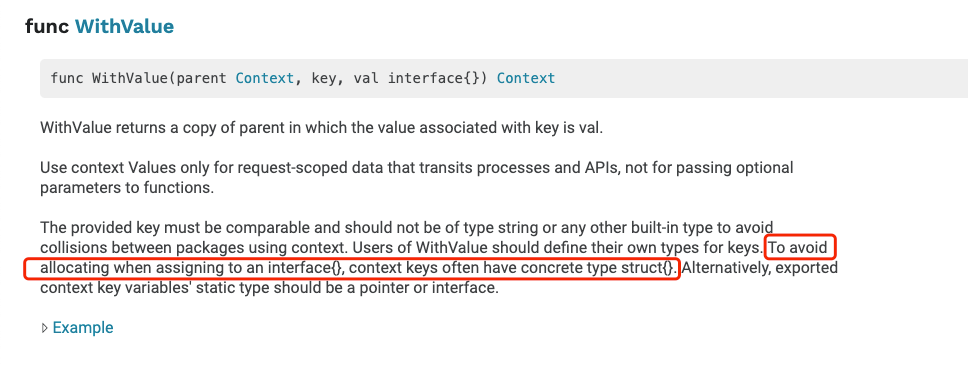 func WithValue
func WithValue(parent Context, key, val interface{}) Context
WithValue returns a copy of parent in which the value associated with key is val.
Use context Values only for request-scoped data that transits processes and APIs, not for passing optional
parameters to functions.
The provided key must be comparable and should not be of type string or any other built-in type to avoid
collisions between packages using context. Users of WithValue should define their own types for keys. To avoid
allocating when assigning to an interface{}, context keys often have concrete type struct{}. Alternatively, exported
context key variables' static type should be a pointer or interface.
Example